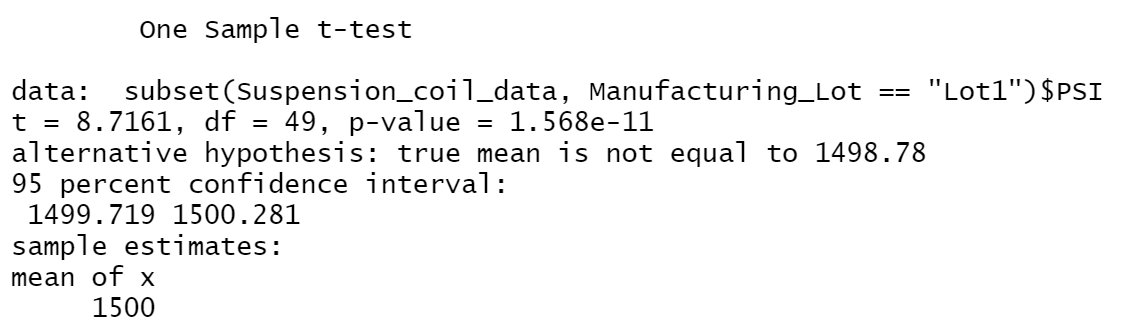 One Sample t-test
data:  subset(Suspension_coil_data, Manufacturing_Lot == "Lot1")$PSI
t = 8.7161, df = 49, p-value = 1.568e-11
alternative hypothesis: true mean is not equal to 1498.78
95 percent confidence interval:
 1499.719 1500.281
sample estimates:
mean of x
     1500